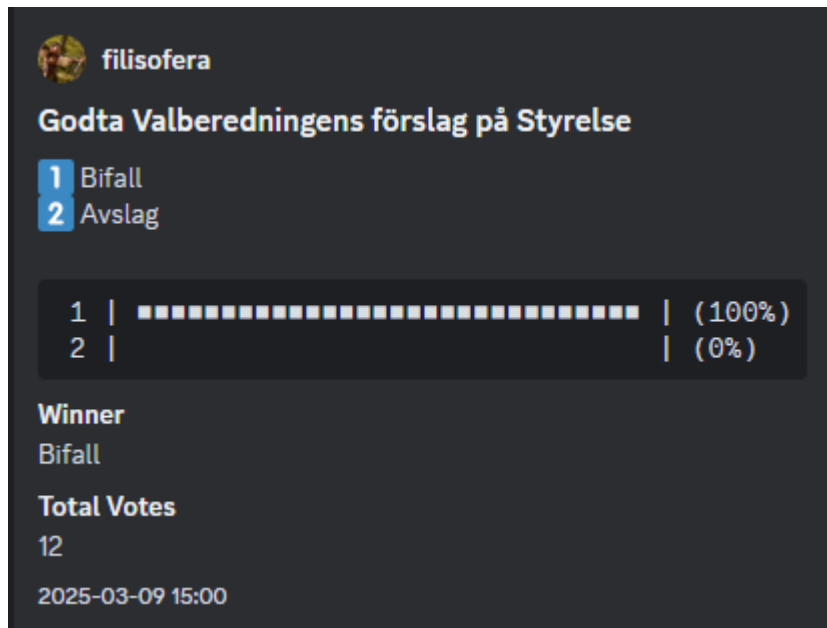 filisofera
Godta Valberedningens förslag på Styrelse
1 Bifall
2 Avslag
1 | ■■■■■■■■■■■■■■■■■■■■■■■■■■■■■■ | (100%)
2 | | (0%)
Winner
Bifall
Total Votes
12
2025-03-09 15:00